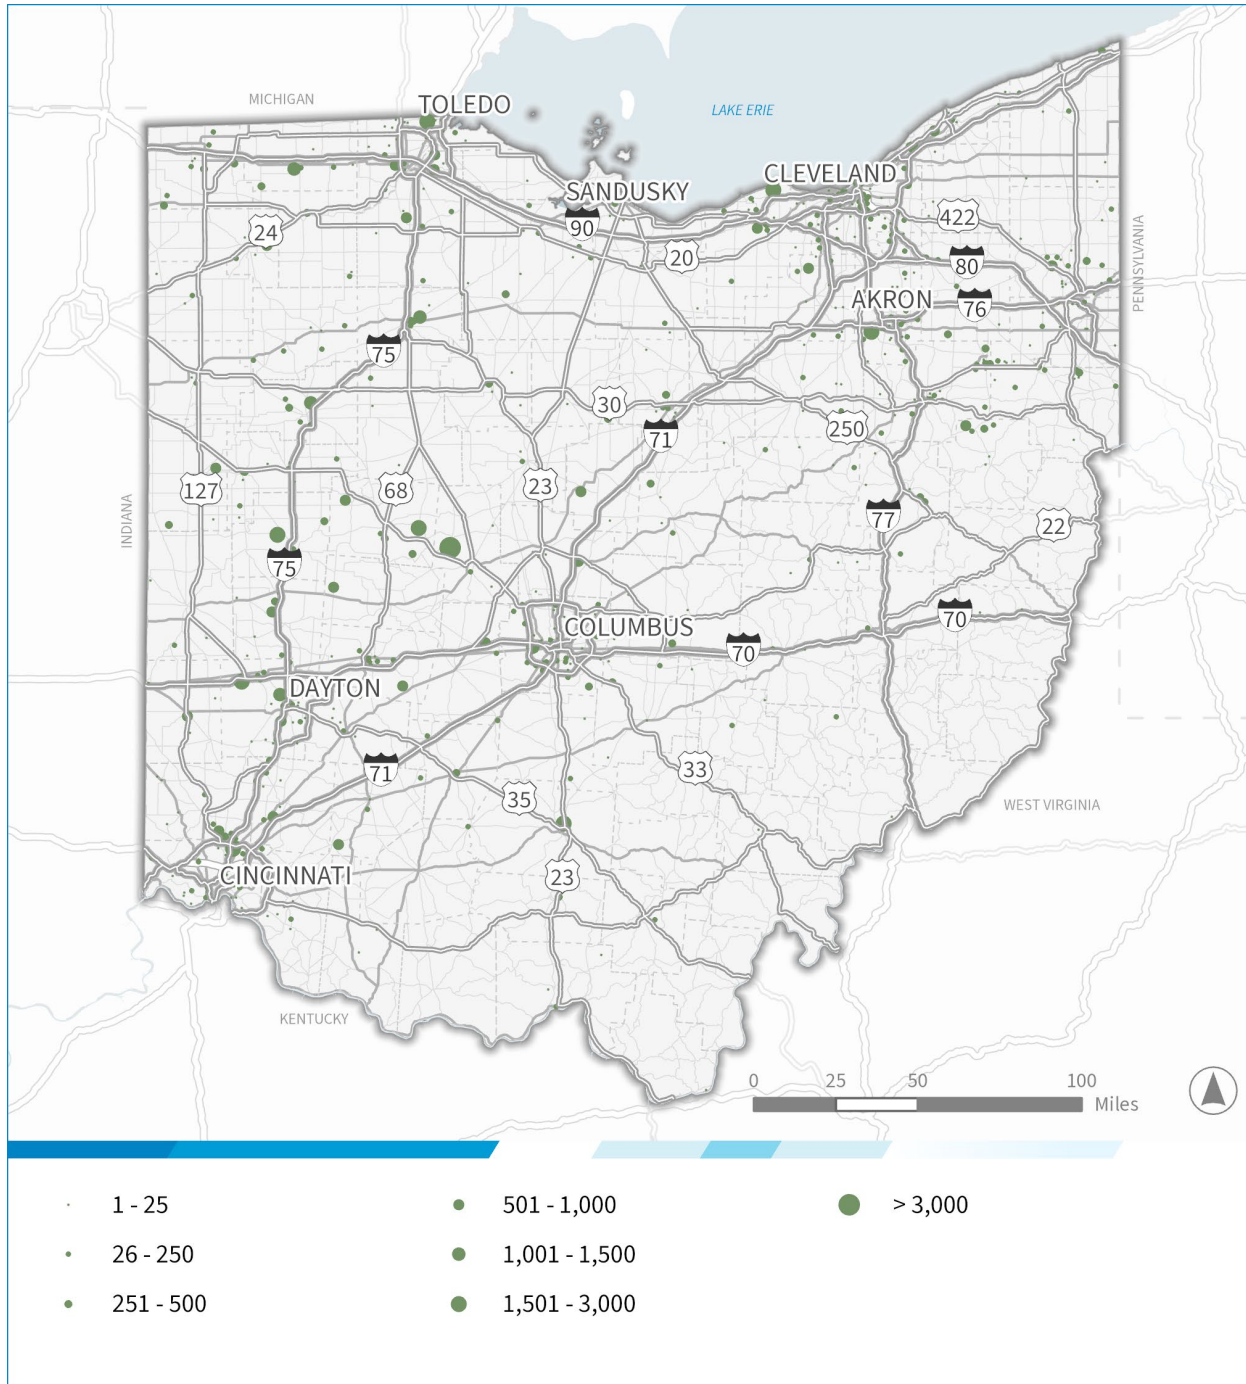 MICHIGAN
TOLEDO
LAKE ERIE
CLEVELAND
SANDUSKY
90
422
24
20
80
PENNSYLVANIA
AKRON
76
75
30
71
250
127
68
23
77
22
INDIANA
75
70
COLUMBUS
70
DAYTON
71
33
35
WEST VIRGINIA
CINCINNATI
23
KENTUCKY
0 25 50 100
Miles
1 - 25
26 - 250
251 - 500
501 - 1,000
1,001 - 1,500
1,501 - 3,000
> 3,000